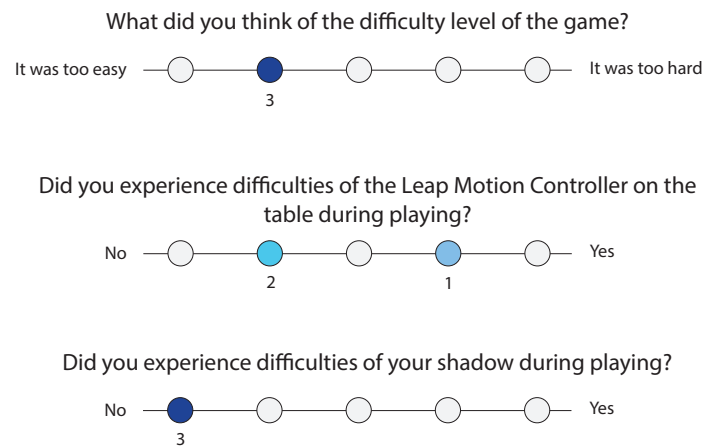 What did you think of the difficulty level of the game?
It was too easy
It was too hard
3
Did you experience difficulties of the Leap Motion Controller on the
table during playing?
No
Yes
2
1
Did you experience difficulties of your shadow during playing?
No
Yes
3